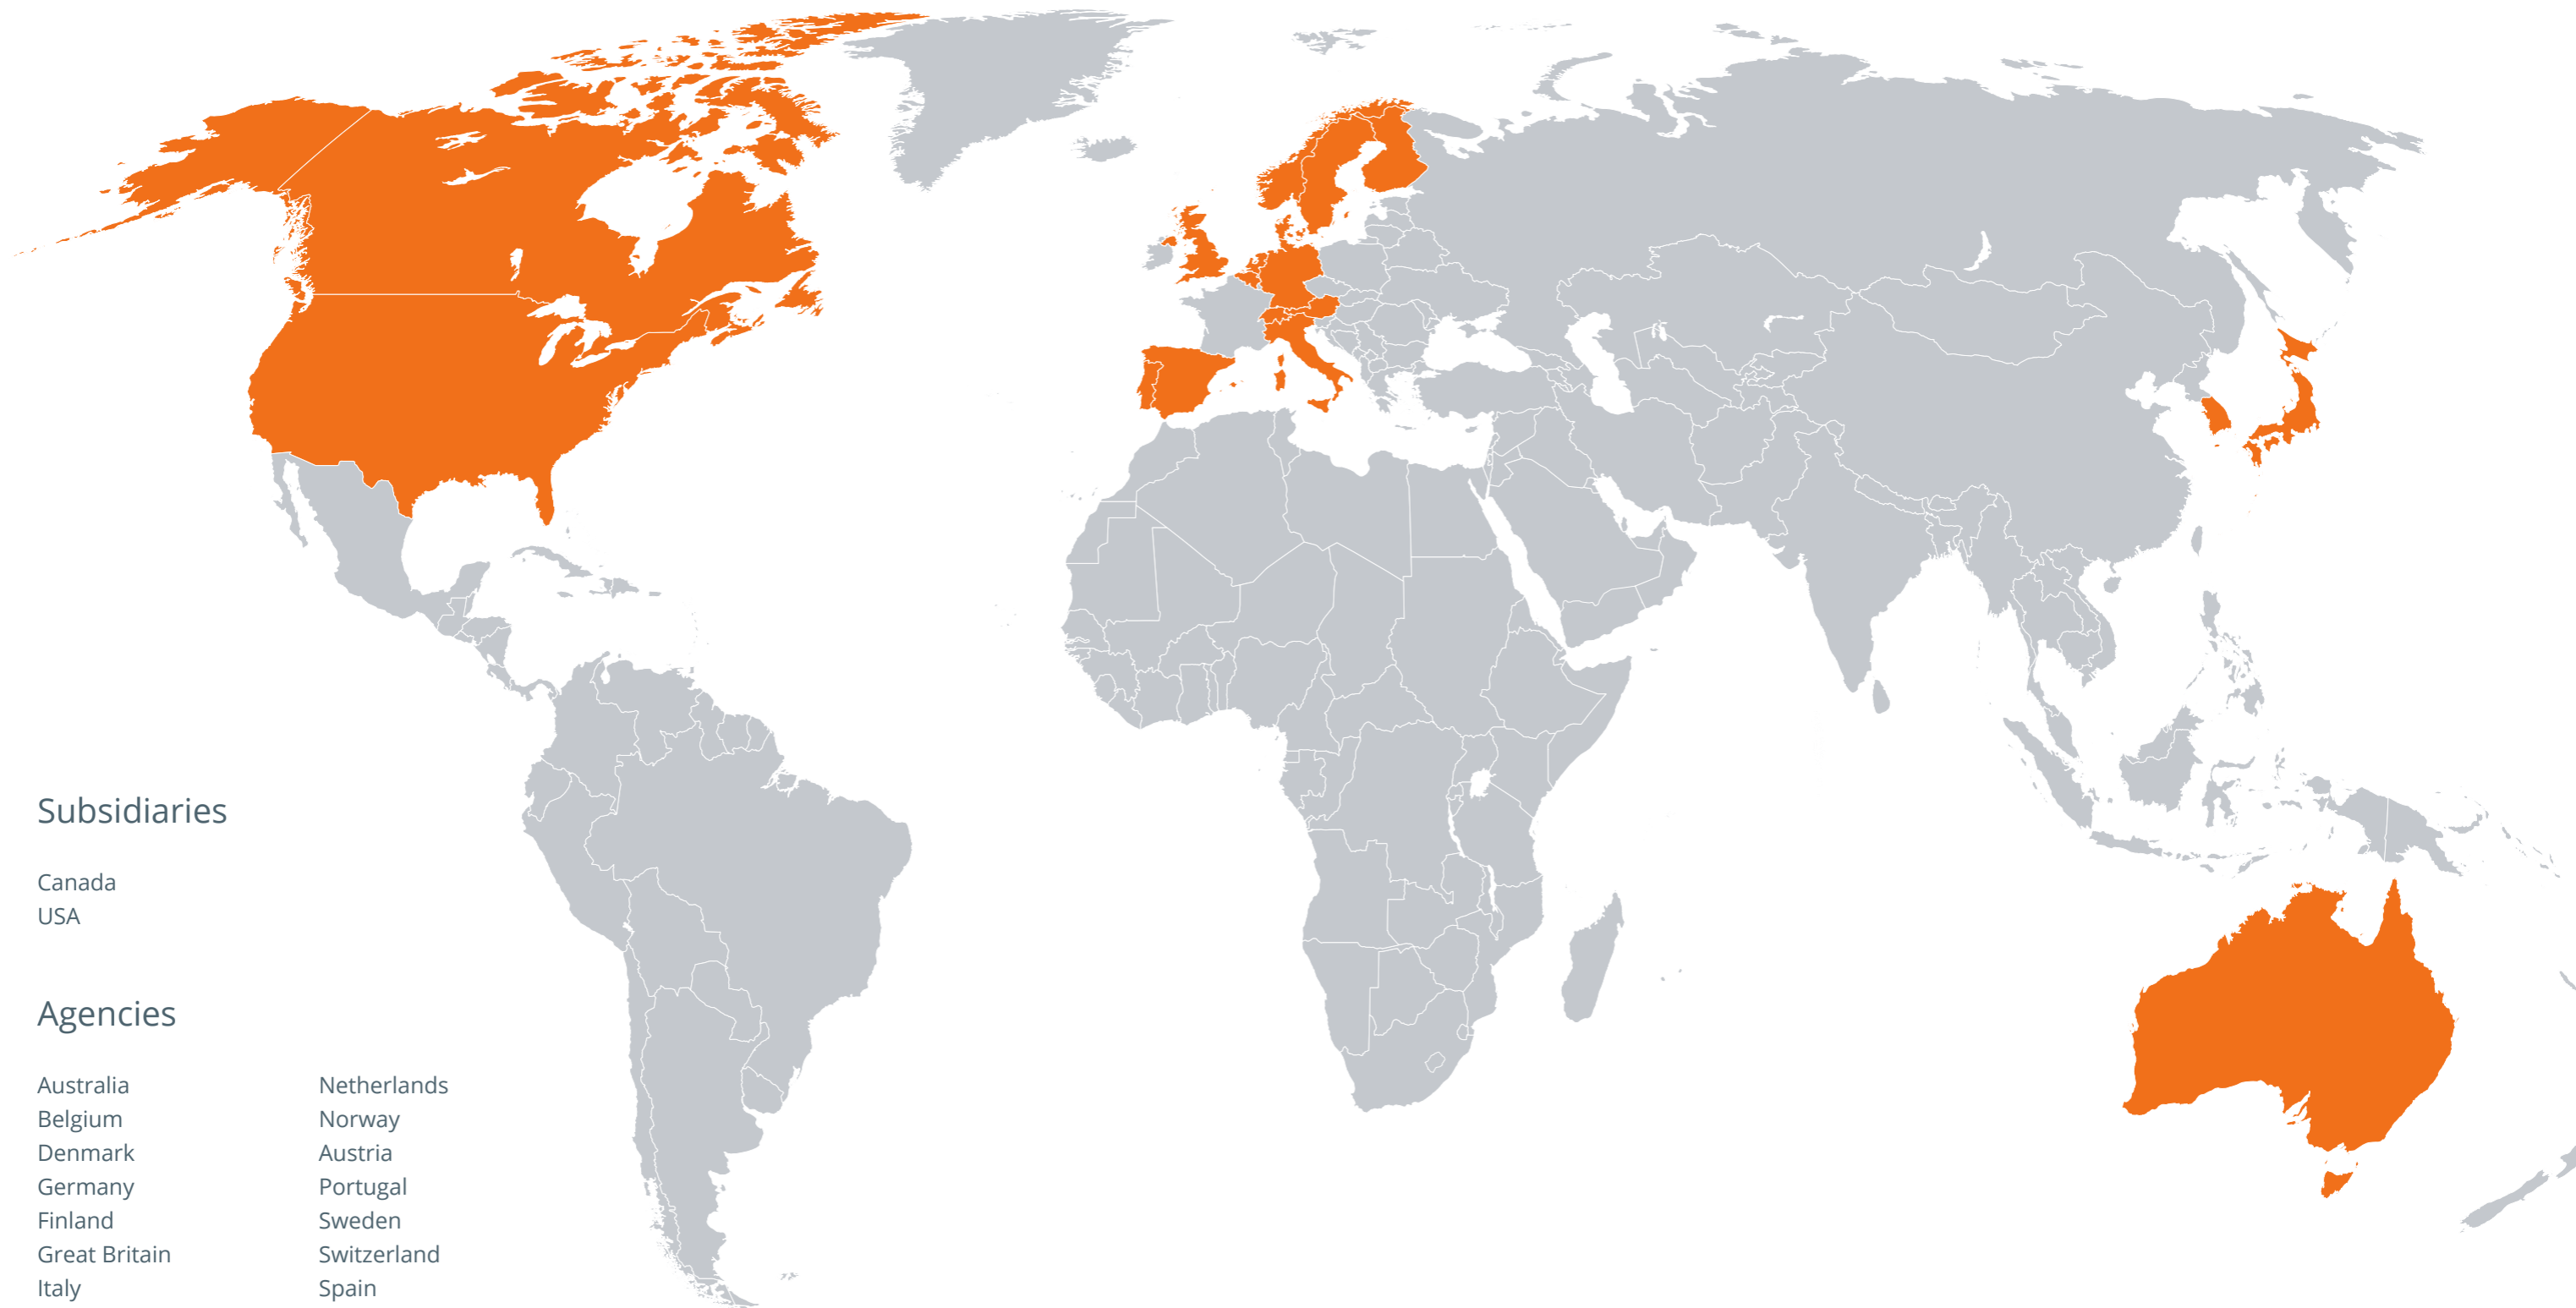 Subsidiaries
Canada
USA
Agencies
Australia
Belgium
Denmark
Germany
Finland
Great Britain
Italy
Netherlands
Norway
Austria
Portugal
Sweden
Switzerland
Spain